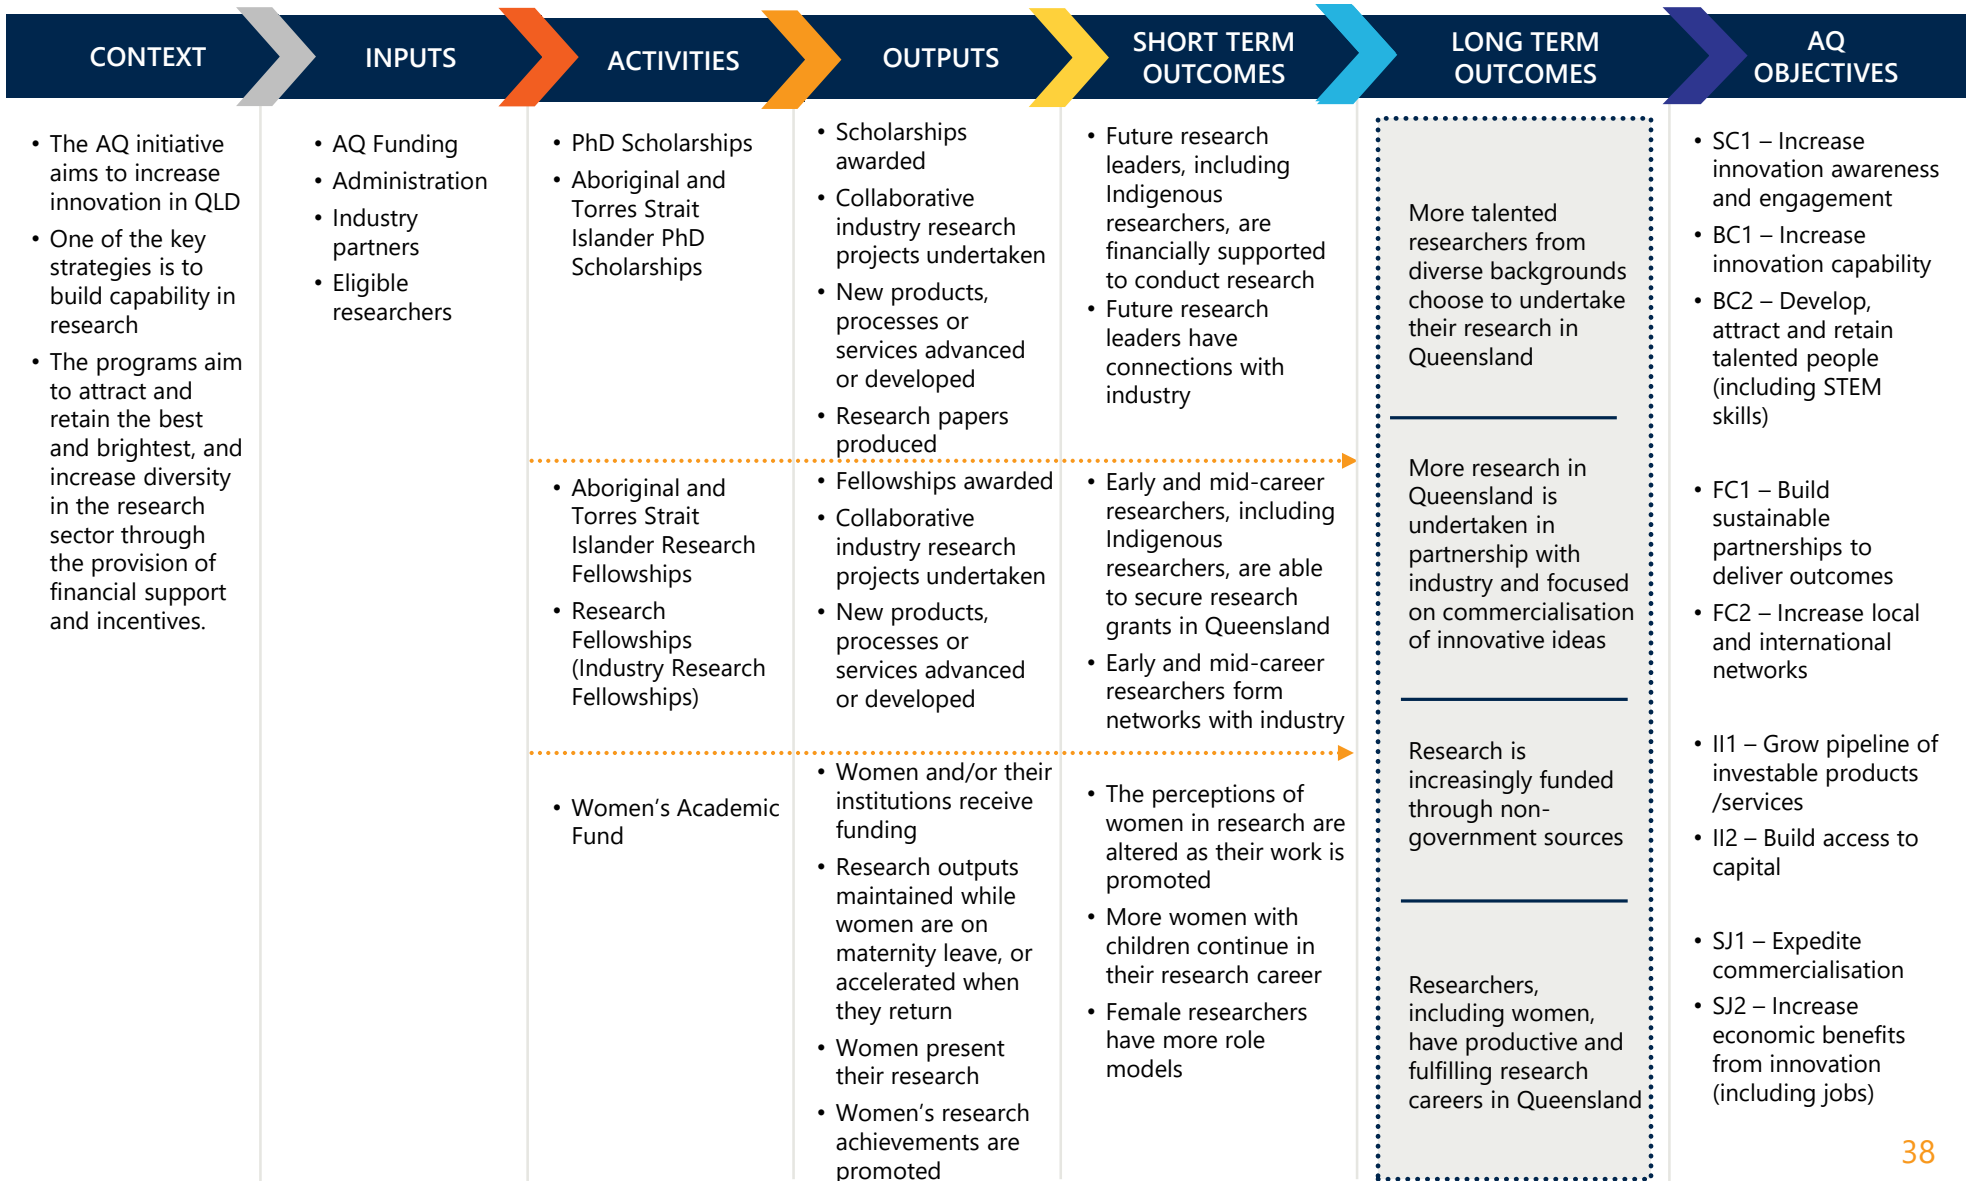 CONTEXT
INPUTS
ACTIVITIES
OUTPUTS
SHORT TERM
OUTCOMES
LONG TERM
OUTCOMES
AQ
OBJECTIVES
• The AQ initiative
aims to increase
innovation in QLD
• One of the key
strategies is to
build capability in
research
• The programs aim
to attract and
retain the best
and brightest, and
increase diversity
in the research
sector through
the provision of
financial support
and incentives.
• AQ Funding
• Administration
• Industry
partners
• Eligible
researchers
• PhD Scholarships
• Aboriginal and
Torres Strait
Islander PhD
Scholarships
• Aboriginal and
Torres Strait
Islander Research
Fellowships
• Research
Fellowships
(Industry Research
Fellowships)
• Women’s Academic
Fund
• Scholarships
awarded
• Collaborative
industry research
projects undertaken
• New products,
processes or
services advanced
or developed
• Research papers
produced
• Fellowships awarded
• Collaborative
industry research
projects undertaken
• New products,
processes or
services advanced
or developed
• Women and/or their
institutions receive
funding
• Research outputs
maintained while
women are on
maternity leave, or
accelerated when
they return
• Women present
their research
• Women’s research
achievements are
promoted
• Future research
leaders, including
Indigenous
researchers, are
financially supported
to conduct research
• Future research
leaders have
connections with
industry
• Early and mid-career
researchers, including
Indigenous
researchers, are able
to secure research
grants in Queensland
• Early and mid-career
researchers form
networks with industry
• The perceptions of
women in research are
altered as their work is
promoted
• More women with
children continue in
their research career
• Female researchers
have more role
models
More talented
researchers from
diverse backgrounds
choose to undertake
their research in
Queensland
More research in
Queensland is
undertaken in
partnership with
industry and focused
on commercialisation
of innovative ideas
Research is
increasingly funded
through non-
government sources
Researchers,
including women,
have productive and
fulfilling research
careers in Queensland
• SC1 – Increase
innovation awareness
and engagement
• BC1 – Increase
innovation capability
• BC2 – Develop,
attract and retain
talented people
(including STEM
skills)
• FC1 – Build
sustainable
partnerships to
deliver outcomes
• FC2 – Increase local
and international
networks
• II1 – Grow pipeline of
investable products
/services
• II2 – Build access to
capital
• SJ1 – Expedite
commercialisation
• SJ2 – Increase
economic benefits
from innovation
(including jobs)
38